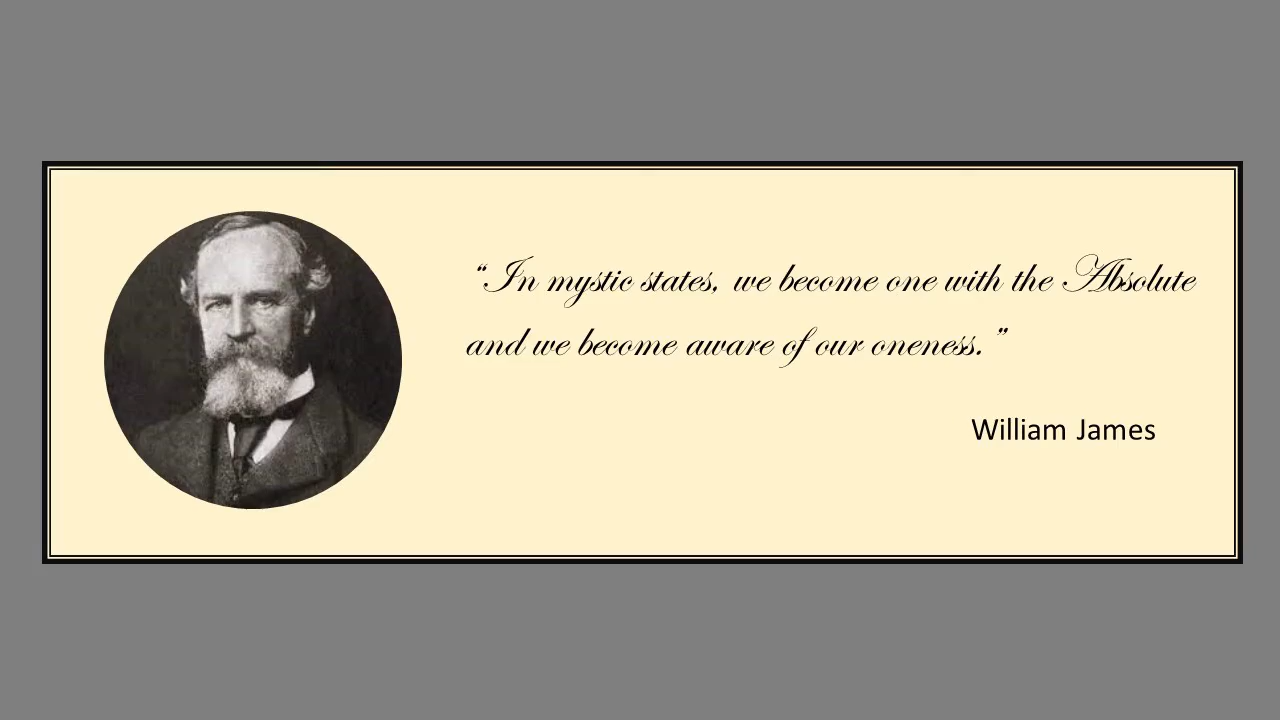 “In mystic states, we become one with the Absolute
and we become aware of our oneness.”
William James